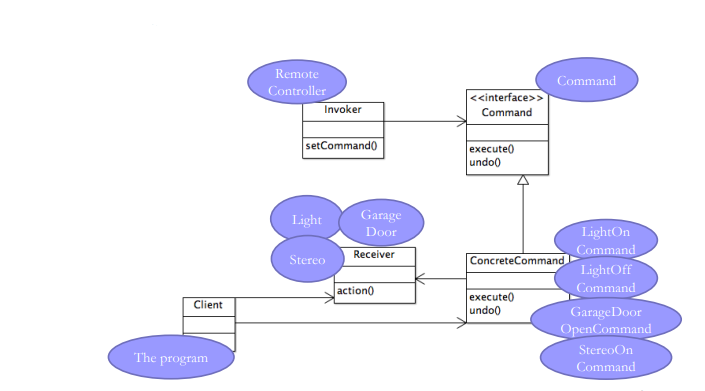 Remote
Controller
Command
<<interface>>
Command
Invoker
setCommand()
execute()
undo()
Light
Garage
Door
Stereo
Receiver
action()
LightOn
Command
ConcreteCommand
LightOff
Command
execute()
undo()
GarageDoor
OpenCommand
StereoOn
Command
Client
The program